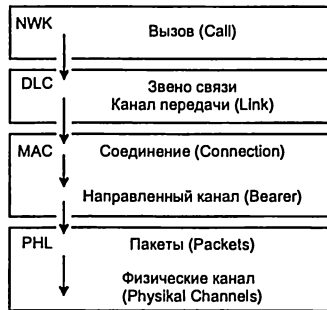 NWK
Вызов (Call)
DLC
Звено связи
Канал передачи (Link)
MAC
Соединение (Connection)
Направленный канал (Bearer)
PHL
Пакеты (Packets)
Физические канал
(Physikal Channels)